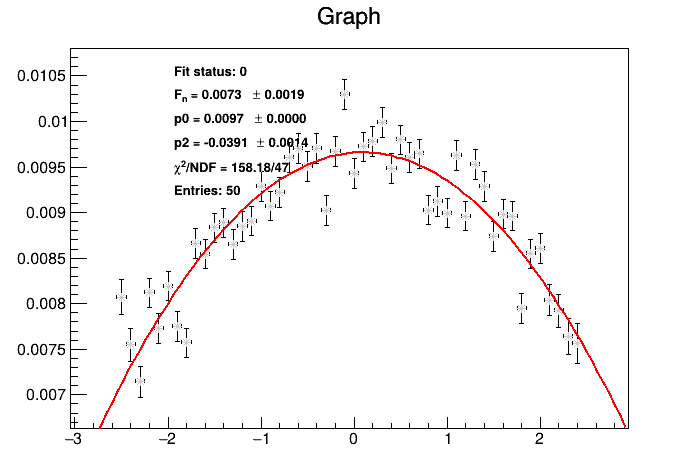 Graph
Fit status: 0
Fn = 0.0073 ± 0.0019
p0 = 0.0097 ± 0.0000
p2 = -0.0391 ± 0.0014
χ²/NDF = 158.18/47
Entries: 50
0.0105
0.01
0.0095
0.009
0.0085
0.008
0.0075
0.007
−3 −2 −1 0 1 2